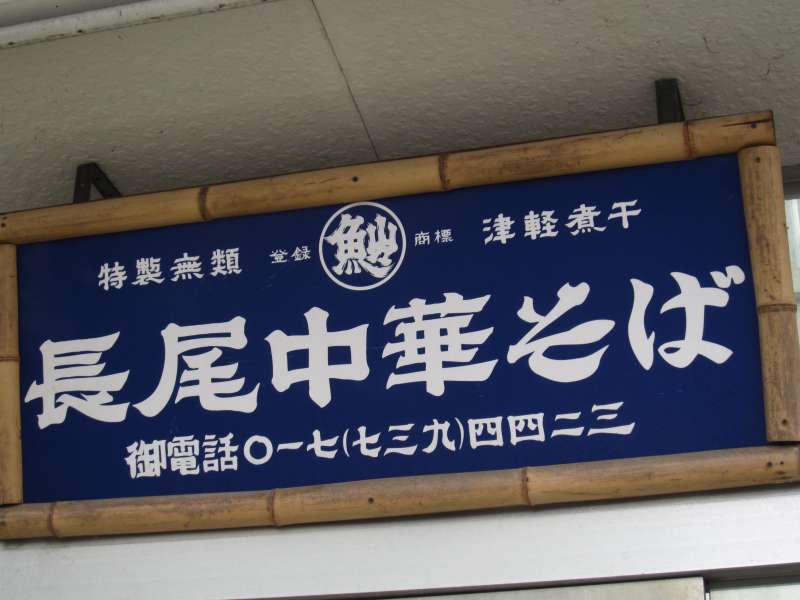 特製無類 登録 鰺 商標 津軽煮干
長尾中華そば
御電話〇一七(七三九)四四二三